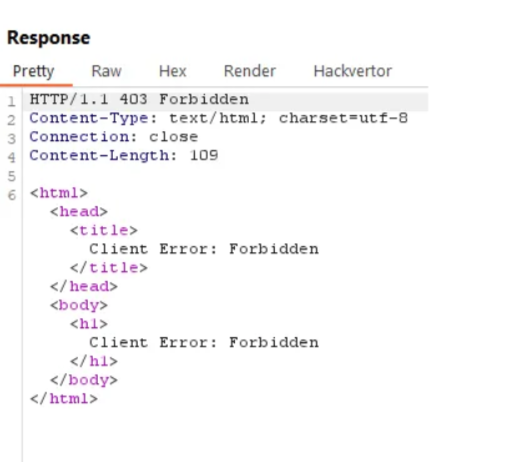 Response
Pretty Raw Hex Render Hackvertor
1 HTTP/1.1 403 Forbidden
2 Content-Type: text/html; charset=utf-8
3 Connection: close
4 Content-Length: 109
5
6 <html>
<head>
<title>
Client Error: Forbidden
</title>
</head>
<body>
<h1>
Client Error: Forbidden
</h1>
</body>
</html>